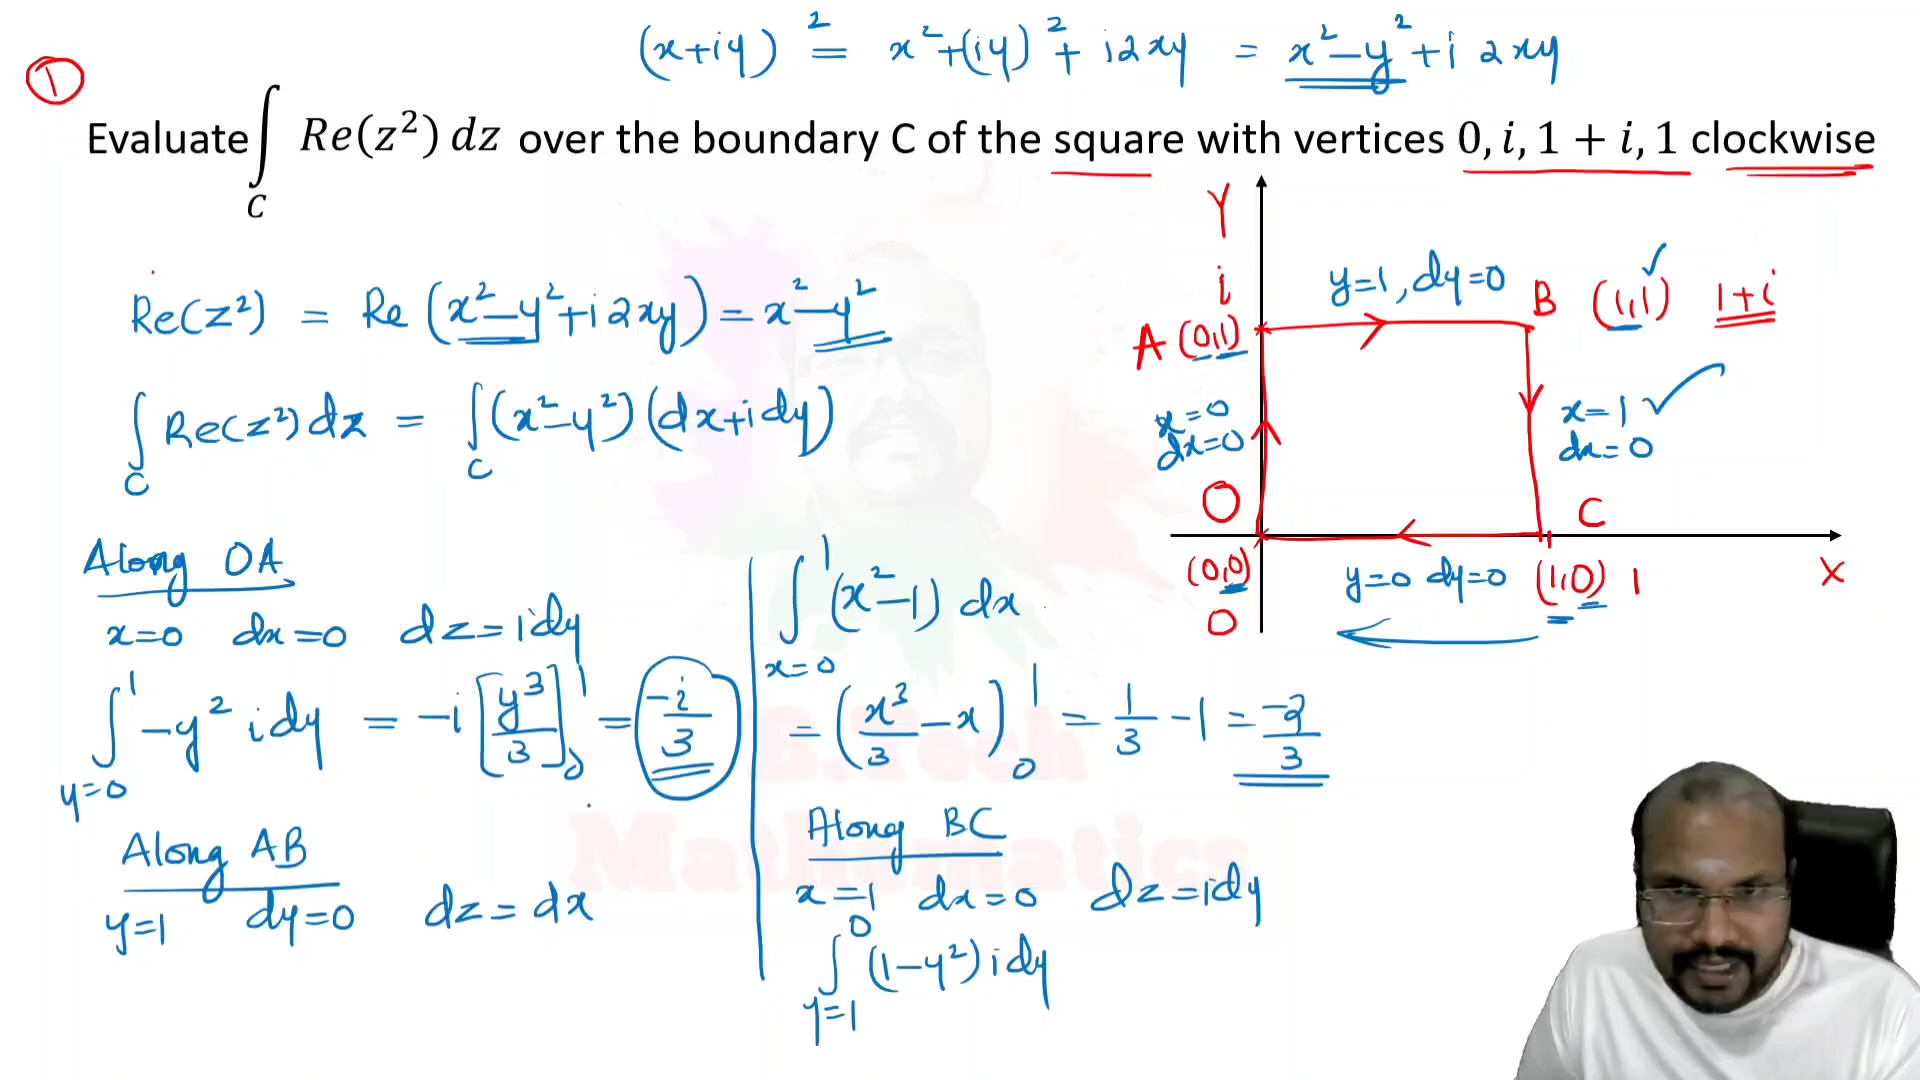 (x+iy)² = x²+(iy)²+ i2xy = x²-y²+i 2xy
1
Evaluate ∫_C Re(z²) dz over the boundary C of the square with vertices 0, i, 1 + i, 1 clockwise
Re(z²) = Re (x²-y²+i2xy) = x²-y²
∫_C Re(z²) dz = ∫_C (x²-y²) (dx+idy)
Along OA
x=0 dx=0 dz=idy
∫_{y=0}^1 -y² idy = -i [y³/3]_0^1 = -i/3
Along AB
y=1 dy=0 dz=dx
∫_{x=0}^1 (x²-1) dx
= (x³/3 - x)_0^1 = 1/3 - 1 = -2/3
Along BC
x=1 dx=0 dz=idy
∫_{y=1}^0 (1-y²) idy
Y
i
y=1, dy=0
B (1,1) 1+i
A (0,1)
x=0
dx=0
x=1
dx=0
O
C
(0,0)
y=0 dy=0
(1,0) 1
X
0
B.Tech
Mathematics